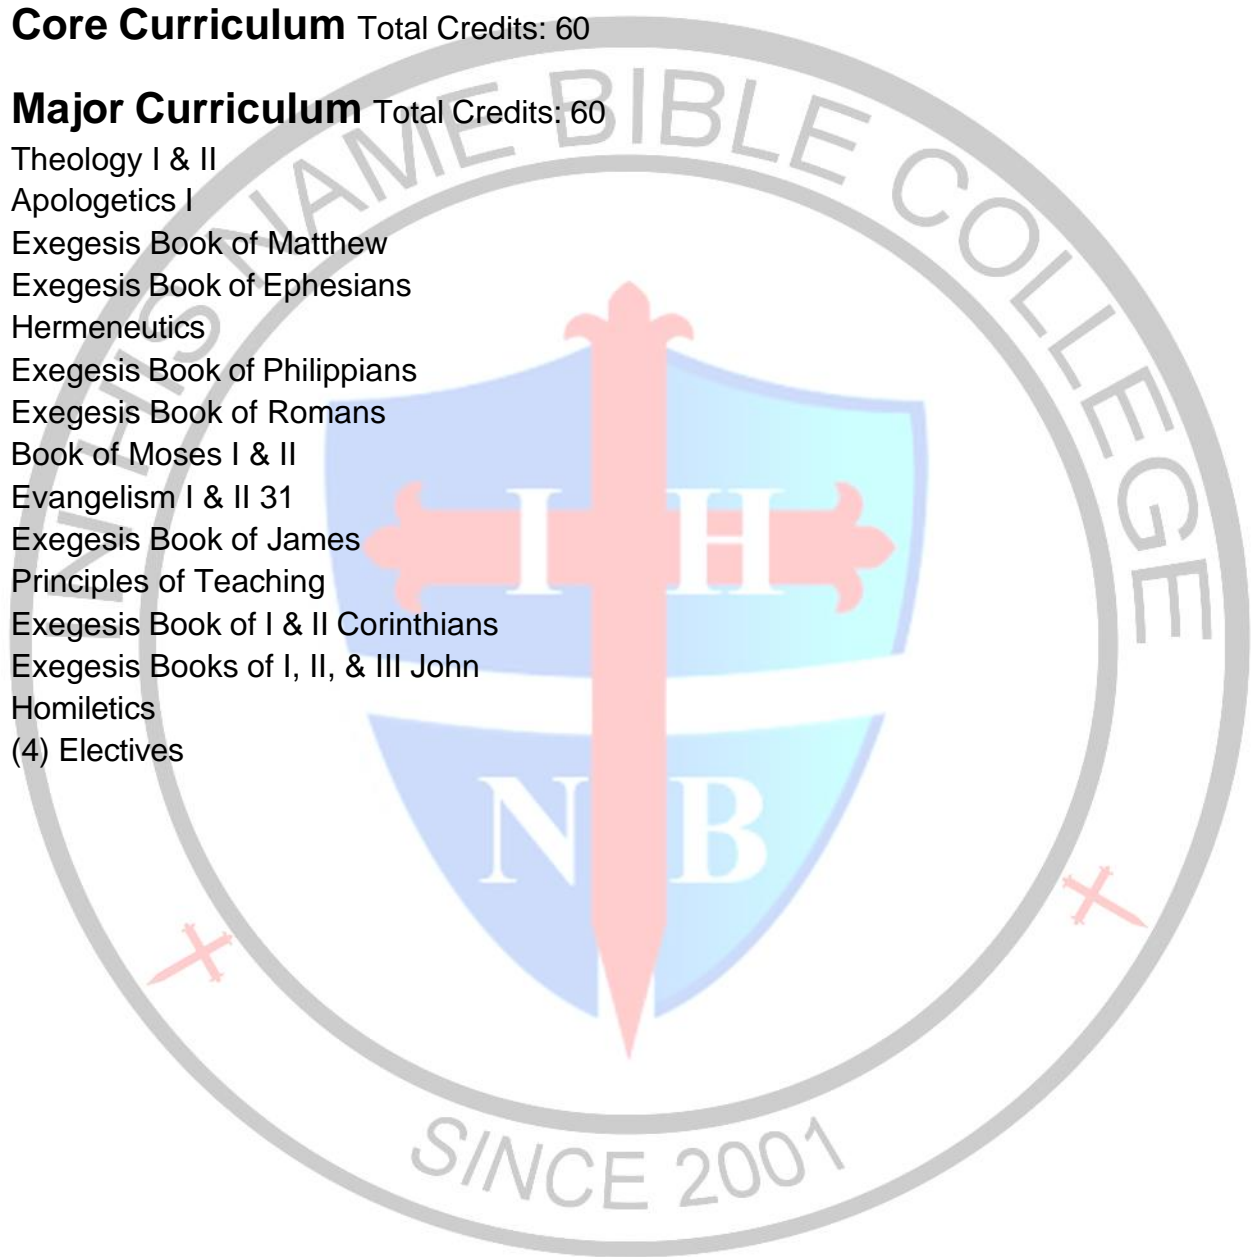 Core Curriculum Total Credits: 60
Major Curriculum Total Credits: 60
Theology I & II
Apologetics I
Exegesis Book of Matthew
Exegesis Book of Ephesians
Hermeneutics
Exegesis Book of Philippians
Exegesis Book of Romans
Book of Moses I & II
Evangelism I & II 31
Exegesis Book of James
Principles of Teaching
Exegesis Book of I & II Corinthians
Exegesis Books of I, II, & III John
Homiletics
(4) Electives
IN HIS NAME BIBLE COLLEGE
I H
N B
SINCE 2001